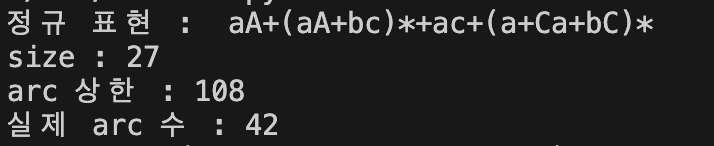 정규 표현 : aA+(aA+bc)*+ac+(a+Ca+bC)*
size : 27
arc 상한 : 108
실제 arc 수 : 42